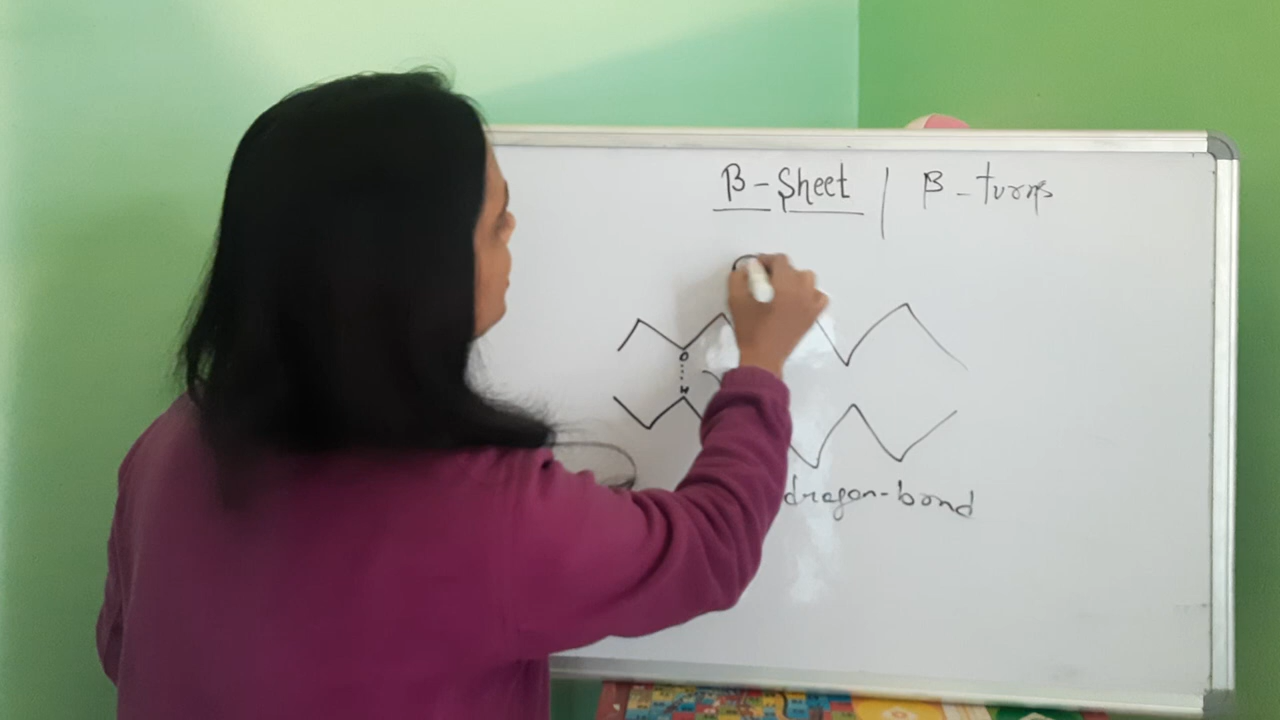 β-Sheet | β-turns
O
H
dragon-bond